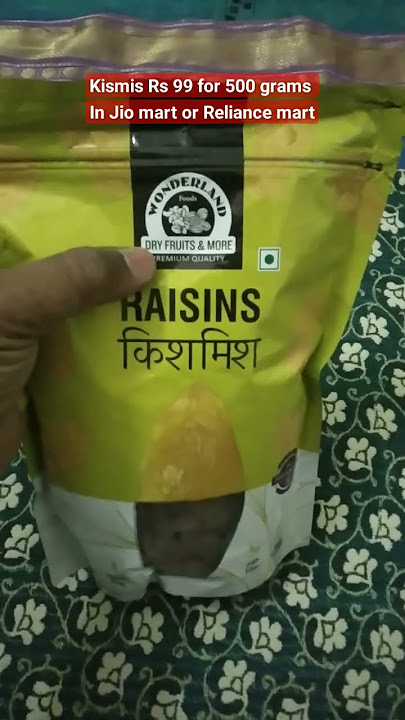 Kismis Rs 99 for 500 grams
In Jio mart or Reliance mart
WONDERLAND
Foods
DRY FRUITS & MORE
PREMIUM QUALITY
RAISINS
किशमिश